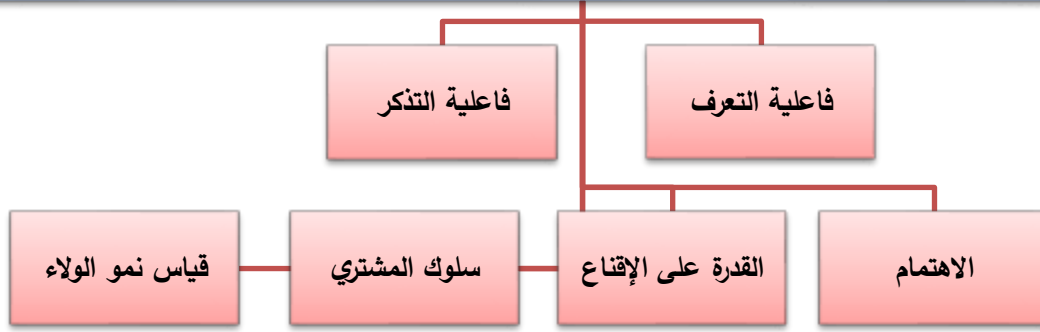 فاعلية التعرف
فاعلية التذكر
الاهتمام
القدرة على الإقناع
سلوك المشتري
قياس نمو الولاء